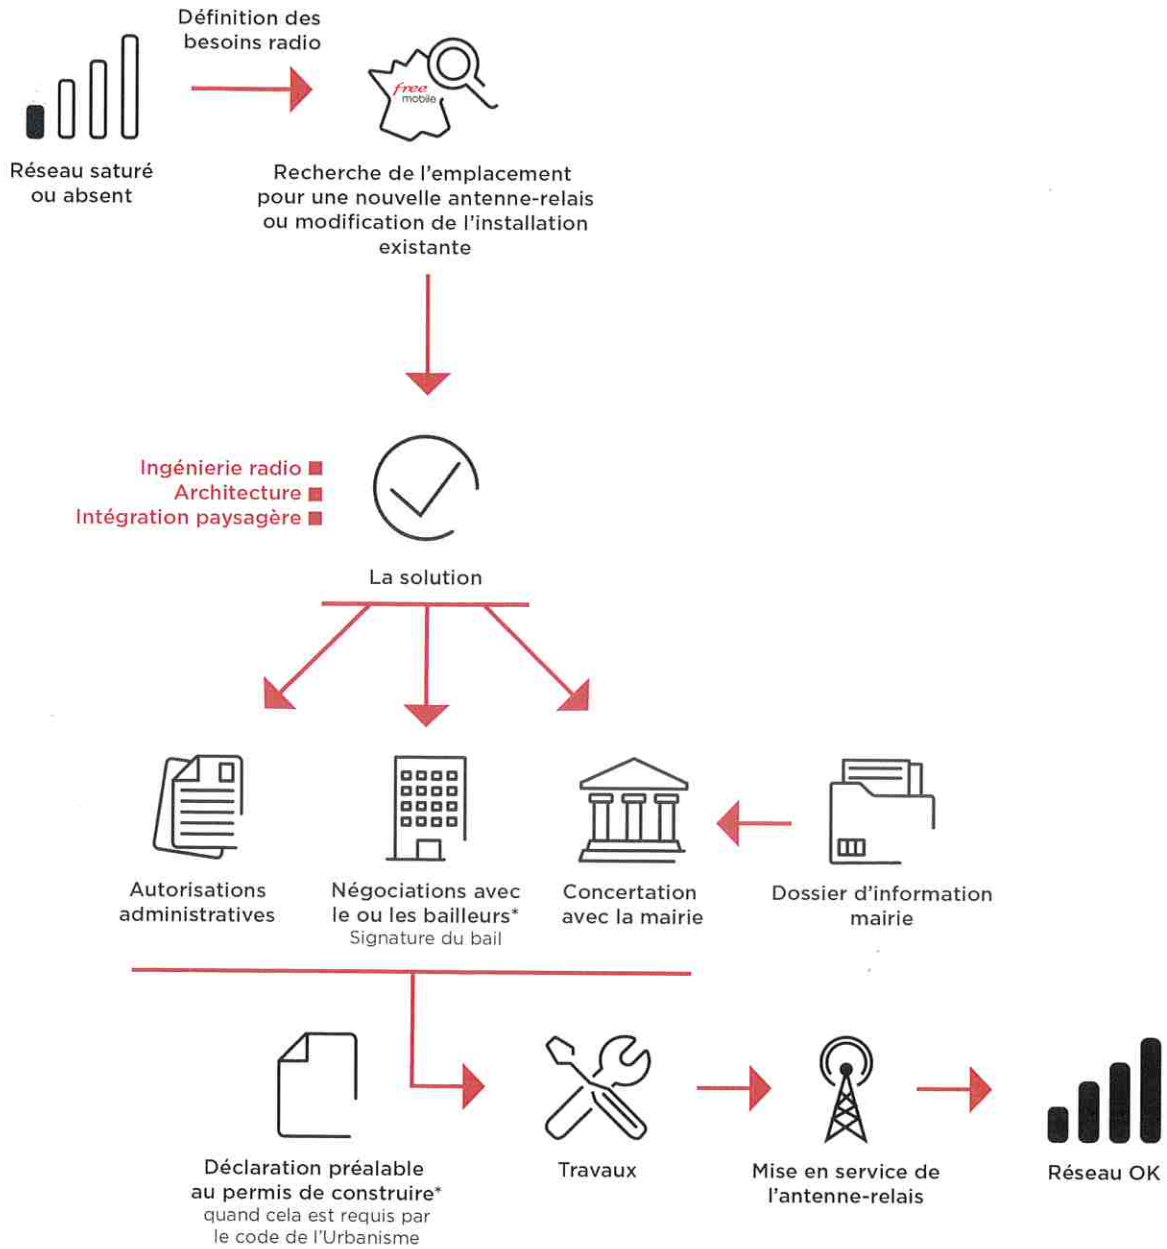 Définition des
besoins radio
free
mobile
Réseau saturé
ou absent
Recherche de l'emplacement
pour une nouvelle antenne-relais
ou modification de l'installation
existante
Ingénierie radio
Architecture
Intégration paysagère
La solution
Autorisations
administratives
Négociations avec
le ou les bailleurs*
Signature du bail
Concertation
avec la mairie
Dossier d'information
mairie
Déclaration préalable
au permis de construire*
quand cela est requis par
le code de l'Urbanisme
Travaux
Mise en service de
l'antenne-relais
Réseau OK